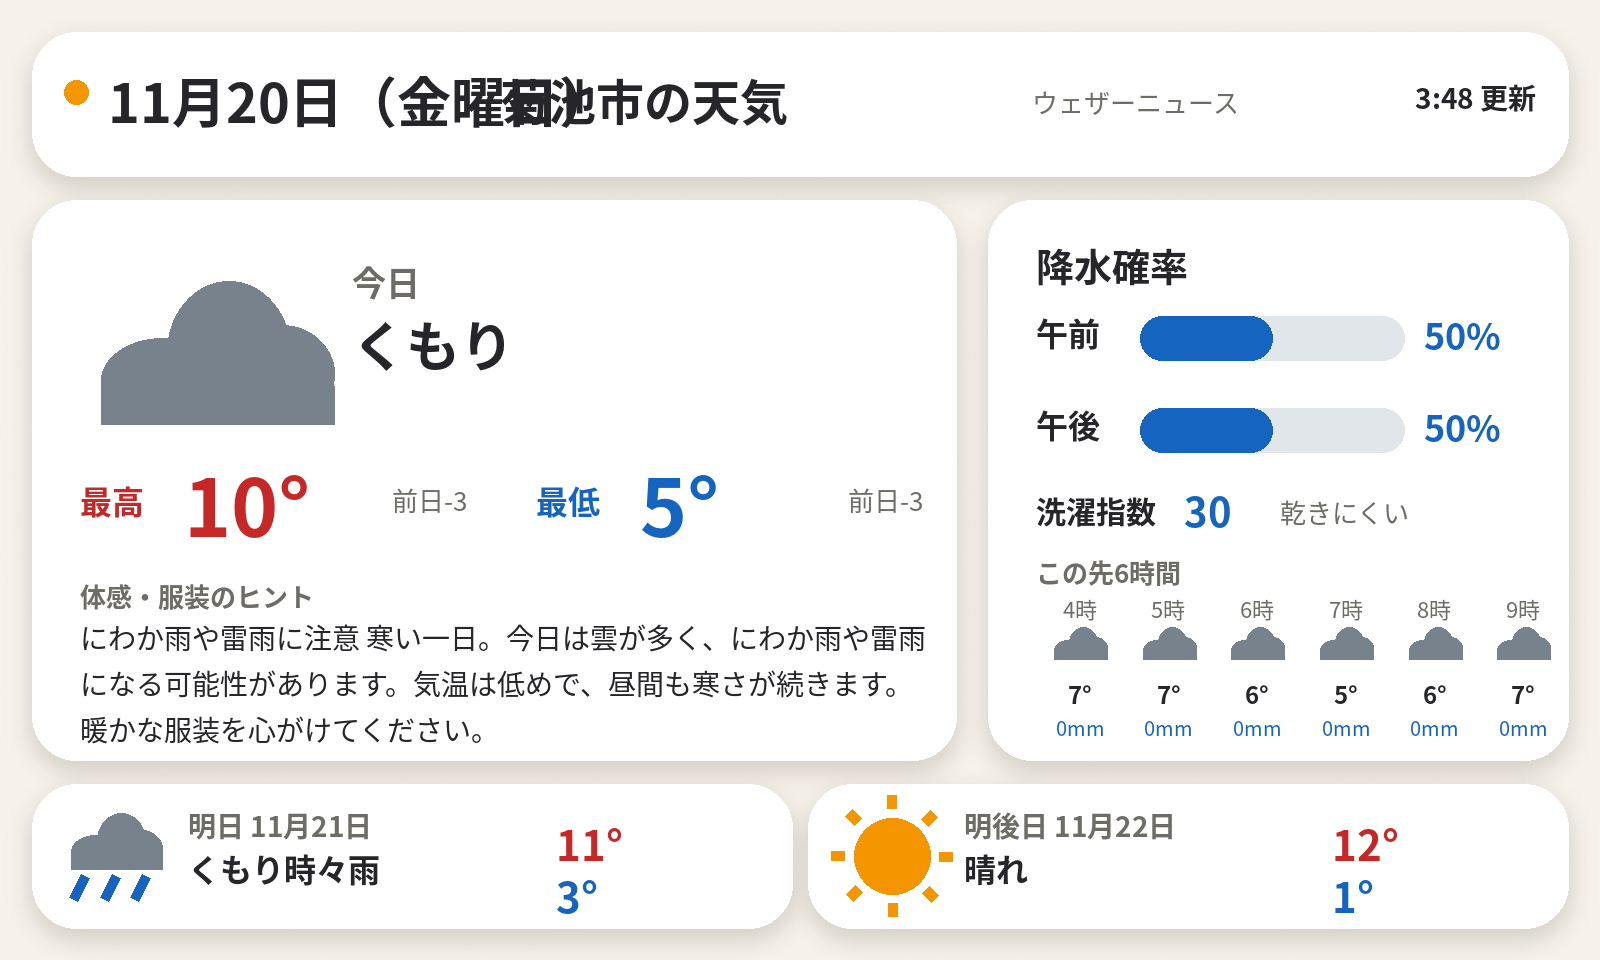 11月20日（金曜日）
菊池市の天気
ウェザーニュース
3:48 更新
今日
くもり
最高 10° 前日-3 最低 5° 前日-3
体感・服装のヒント
にわか雨や雷雨に注意 寒い一日。今日は雲が多く、にわか雨や雷雨
になる可能性があります。気温は低めで、昼間も寒さが続きます。
暖かな服装を心がけてください。
降水確率
午前 50%
午後 50%
洗濯指数 30 乾きにくい
この先6時間
4時 5時 6時 7時 8時 9時
7° 7° 6° 5° 6° 7°
0mm 0mm 0mm 0mm 0mm 0mm
明日 11月21日
くもり時々雨
11°
3°
明後日 11月22日
晴れ
12°
1°